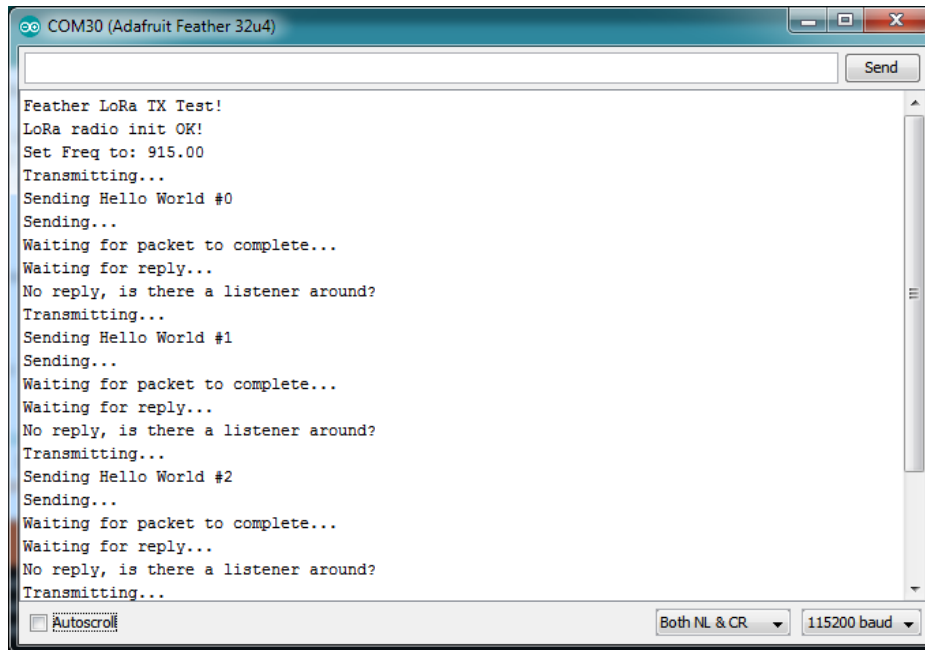 COM30 (Adafruit Feather 32u4)
Send
Feather LoRa TX Test!
LoRa radio init OK!
Set Freq to: 915.00
Transmitting...
Sending Hello World #0
Sending...
Waiting for packet to complete...
Waiting for reply...
No reply, is there a listener around?
Transmitting...
Sending Hello World #1
Sending...
Waiting for packet to complete...
Waiting for reply...
No reply, is there a listener around?
Transmitting...
Sending Hello World #2
Sending...
Waiting for packet to complete...
Waiting for reply...
No reply, is there a listener around?
Transmitting...
Autoscroll Both NL & CR 115200 baud